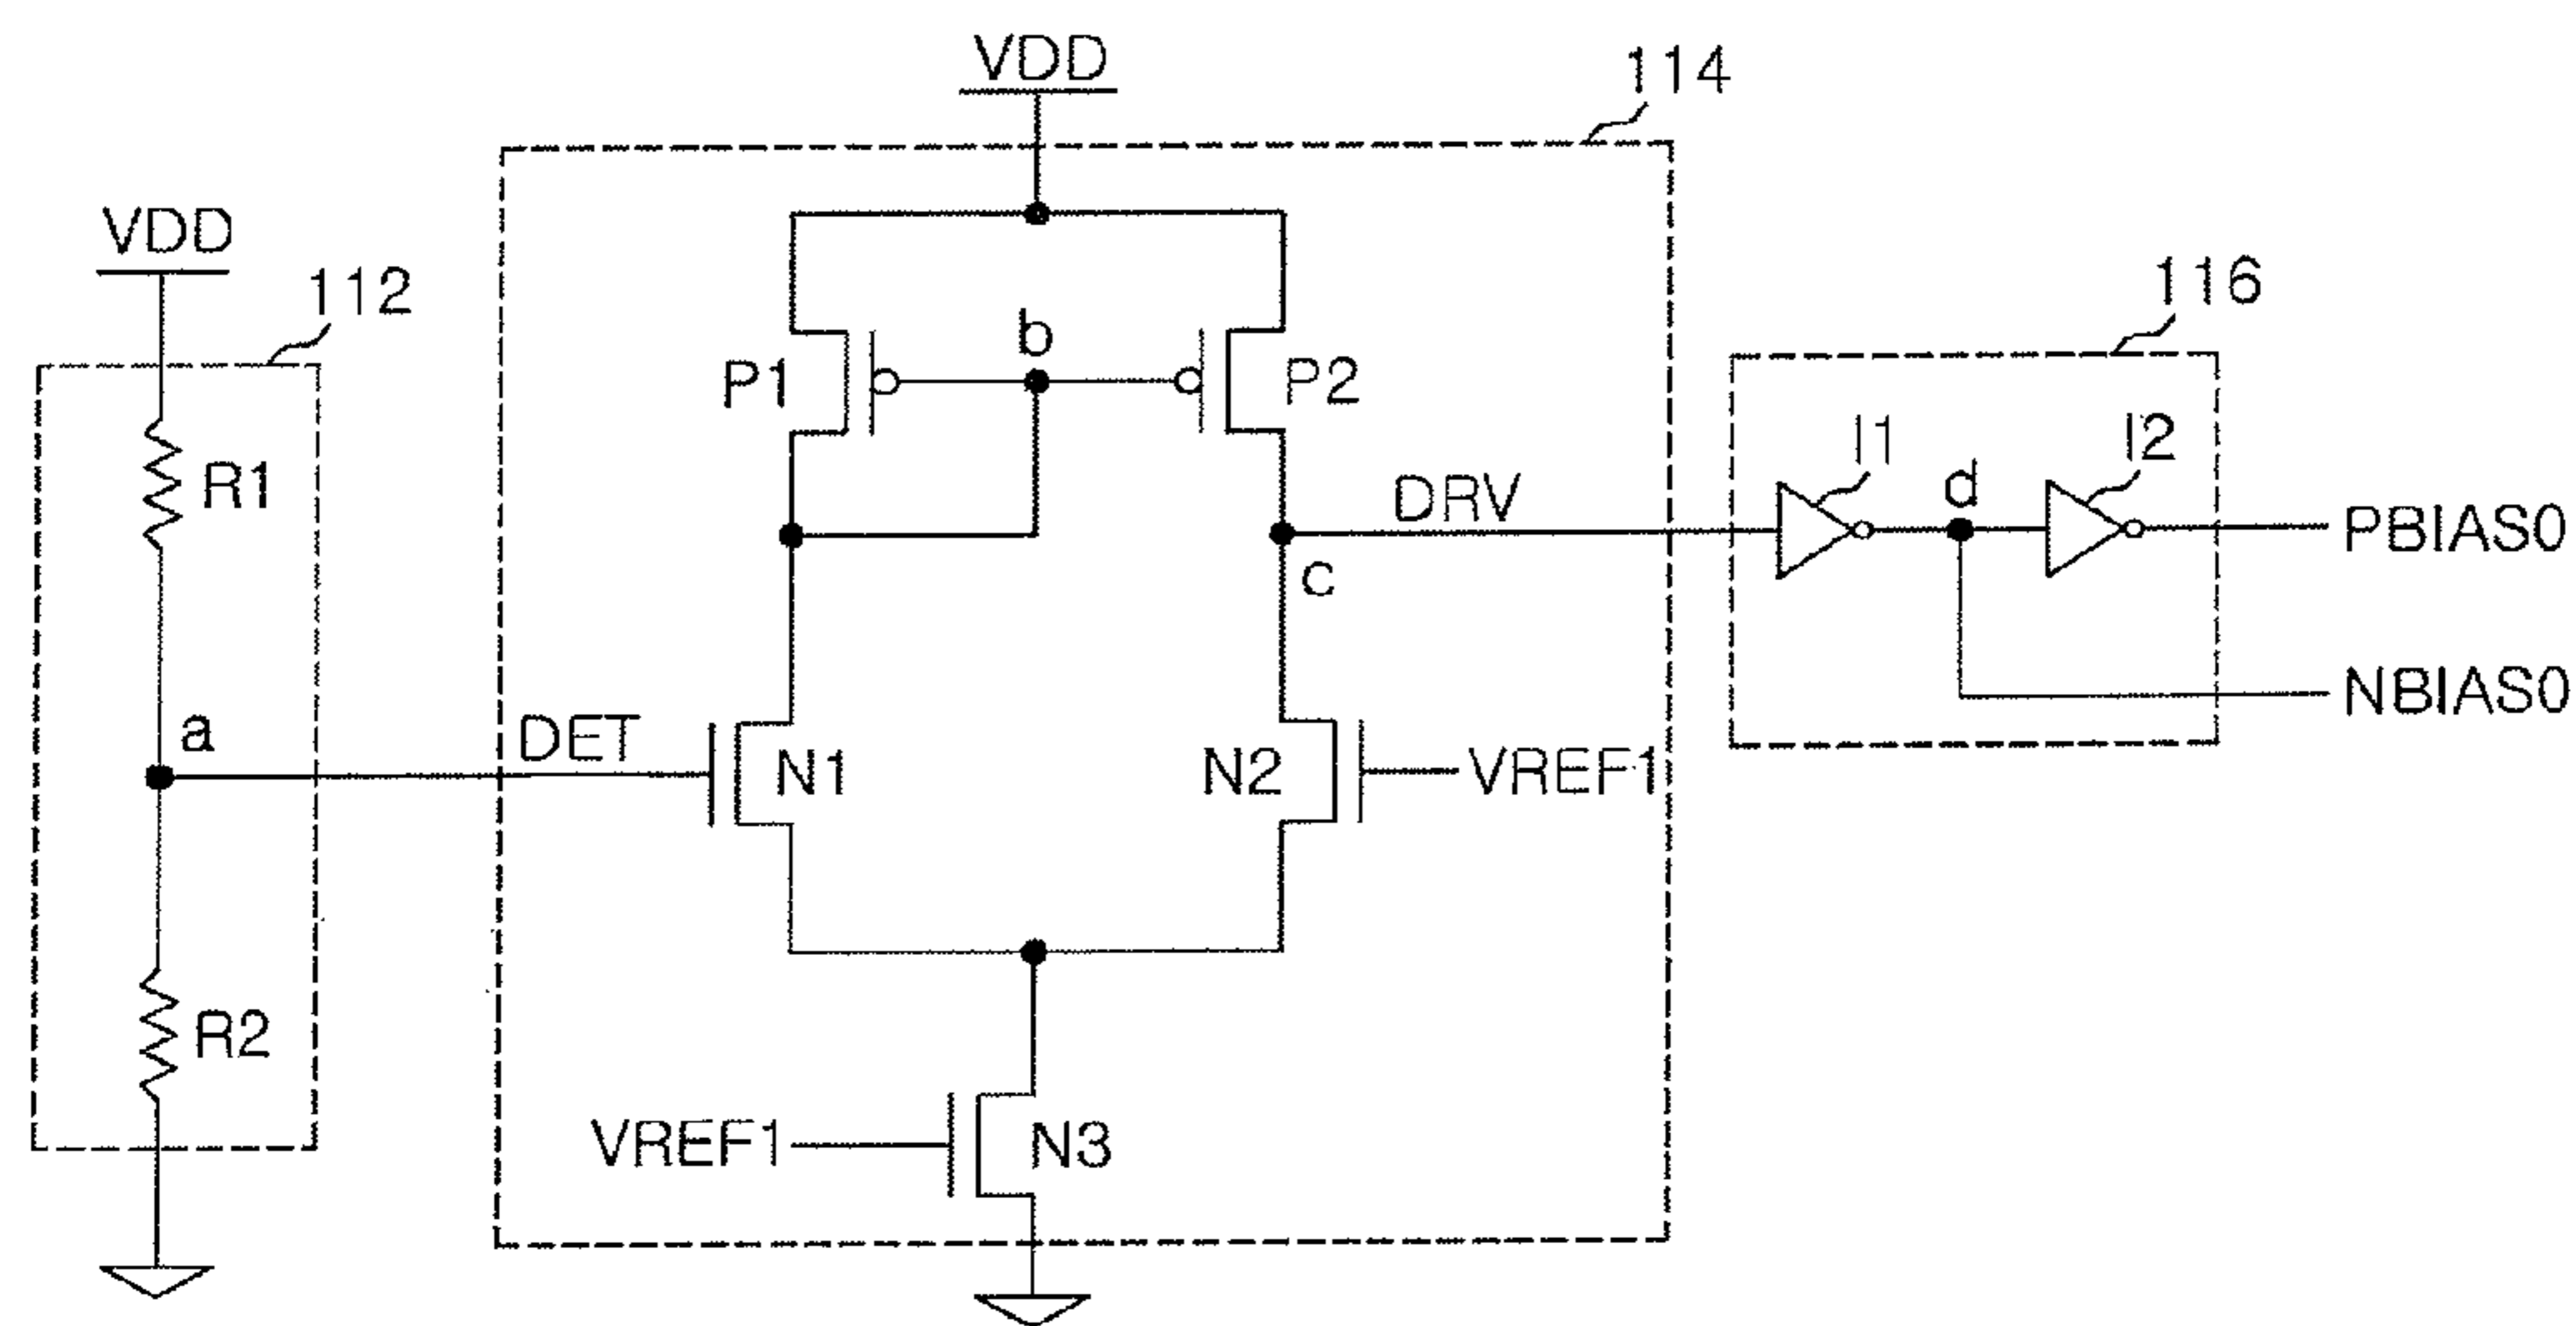 VDD
114
VDD
112
116
P1
b
P2
I1
I2
R1
DRV
d
PBIAS0
c
NBIAS0
a
DET
N1
N2
VREF1
R2
VREF1
N3